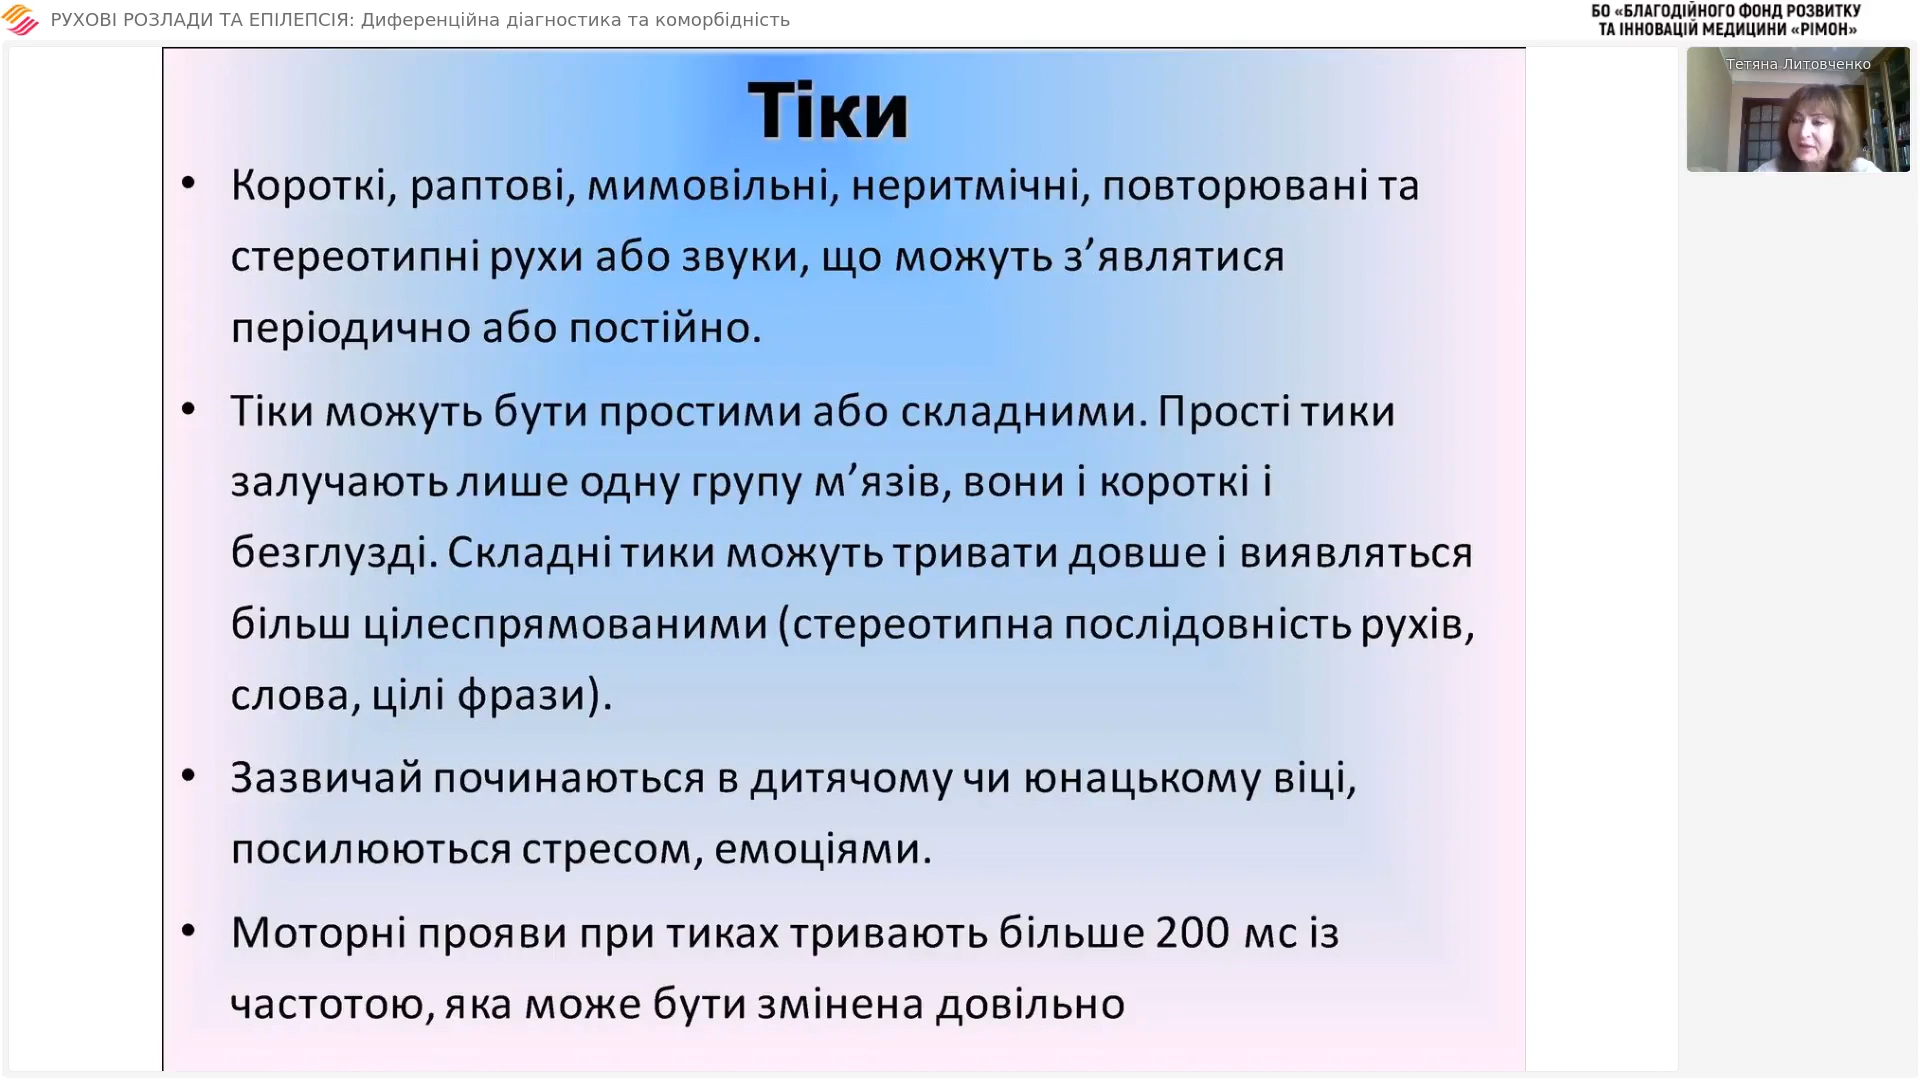 РУХОВІ РОЗЛАДИ ТА ЕПІЛЕПСІЯ: Диференційна діагностика та коморбідність
БО «БЛАГОДІЙНОГО ФОНД РОЗВИТКУ
ТА ІННОВАЦІЙ МЕДИЦИНИ «РІМОН»
Тетяна Литовченко
Тіки
• Короткі, раптові, мимовільні, неритмічні, повторювані та
стереотипні рухи або звуки, що можуть з’являтися
періодично або постійно.
• Тіки можуть бути простими або складними. Прості тики
залучають лише одну групу м’язів, вони і короткі і
безглузді. Складні тики можуть тривати довше і виявляться
більш цілеспрямованими (стереотипна послідовність рухів,
слова, цілі фрази).
• Зазвичай починаються в дитячому чи юнацькому віці,
посилюються стресом, емоціями.
• Моторні прояви при тиках тривають більше 200 мс із
частотою, яка може бути змінена довільно